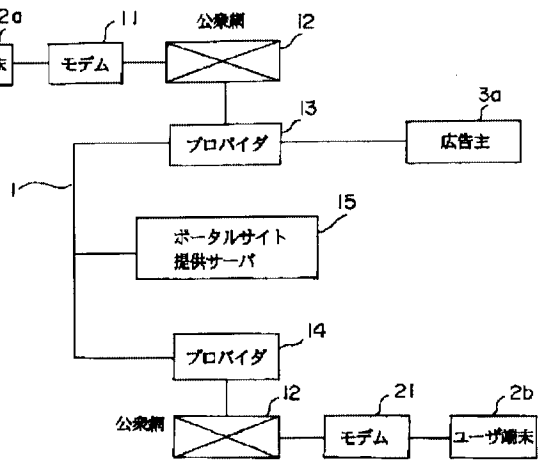 2a
11
公衆網
12
末
モデム
13
3a
プロバイダ
広告主
1
15
ポータルサイト
提供サーバ
14
プロバイダ
12
21
2b
公衆網
モデム
ユーザ端末